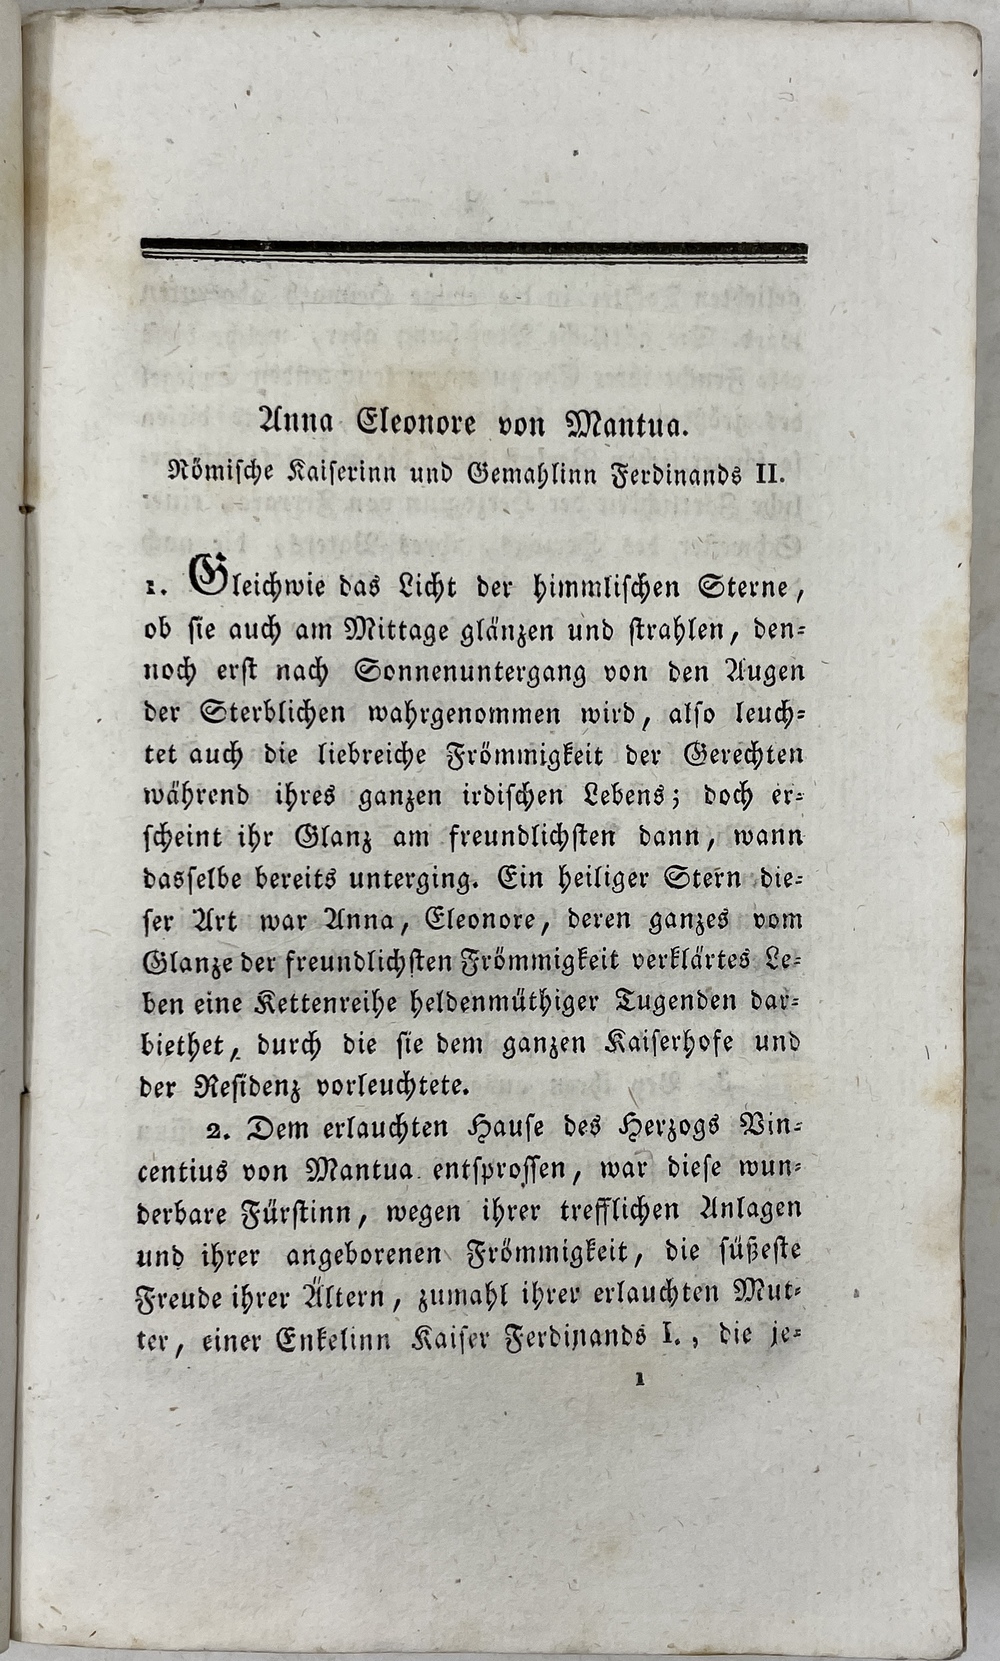 Anna Eleonore von Mantua.
Römische Kaiserinn und Gemahlinn Ferdinands II.
1. Gleichwie das Licht der himmlischen Sterne,
ob sie auch am Mittage glänzen und strahlen, den-
noch erst nach Sonnenuntergang von den Augen
der Sterblichen wahrgenommen wird, also leuch-
tet auch die liebreiche Frömmigkeit der Gerechten
während ihres ganzen irdischen Lebens; doch er-
scheint ihr Glanz am freundlichsten dann, wann
dasselbe bereits unterging. Ein heiliger Stern die-
ser Art war Anna, Eleonore, deren ganzes vom
Glanze der freundlichsten Frömmigkeit verklärtes Le-
ben eine Kettenreihe heldenmüthiger Tugenden dar-
biethet, durch die sie dem ganzen Kaiserhofe und
der Residenz vorleuchtete.
2. Dem erlauchten Hause des Herzogs Vin-
centius von Mantua entsprossen, war diese wun-
derbare Fürstinn, wegen ihrer trefflichen Anlagen
und ihrer angeborenen Frömmigkeit, die süßeste
Freude ihrer Ältern, zumahl ihrer erlauchten Mut-
ter, einer Enkelinn Kaiser Ferdinands I., die je-
1